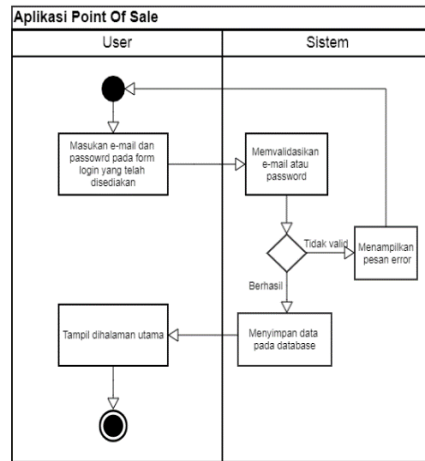 Aplikasi Point Of Sale
User
Sistem
Masukan e-mail dan
passowrd pada form
login yang telah
disediakan
Memvalidasikan
e-mail atau
password
Tidak valid
Menampilkan
pesan error
Berhasil
Tampil dihalaman utama
Menyimpan data
pada database